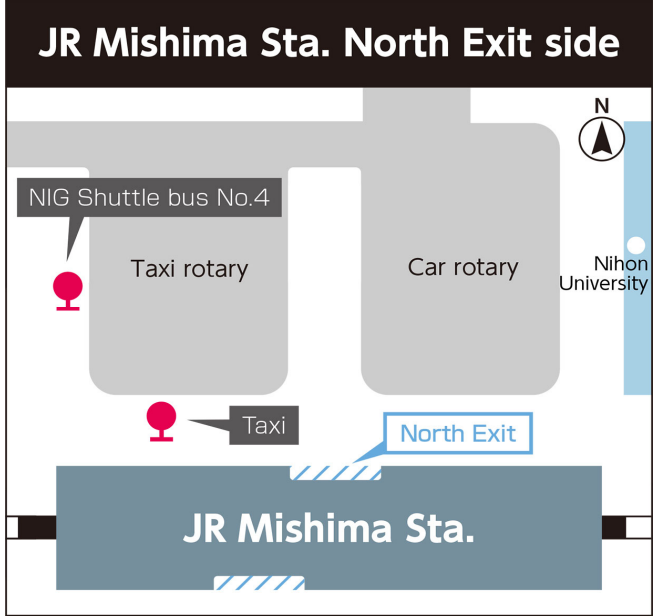 JR Mishima Sta. North Exit side
N
NIG Shuttle bus No.4
Taxi rotary
Car rotary
Nihon
University
Taxi
North Exit
JR Mishima Sta.